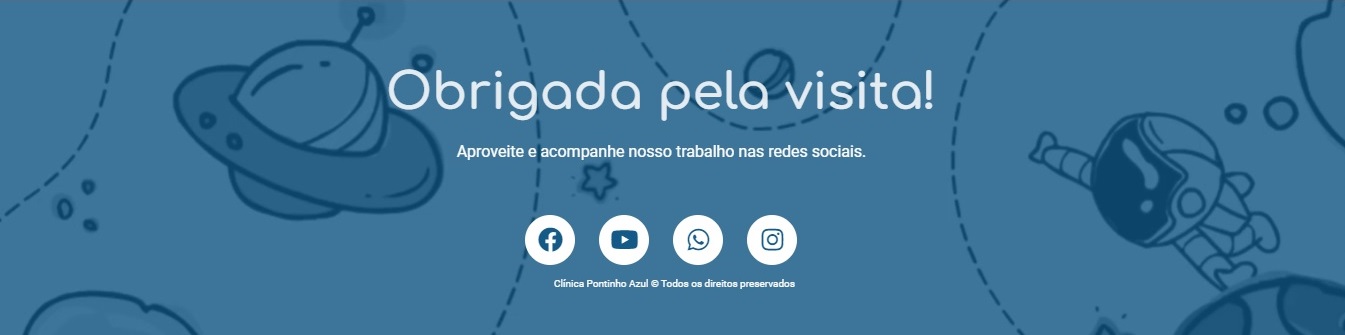 Obrigada pela visita!
Aproveite e acompanhe nosso trabalho nas redes sociais.
Clínica Pontinho Azul © Todos os direitos preservados